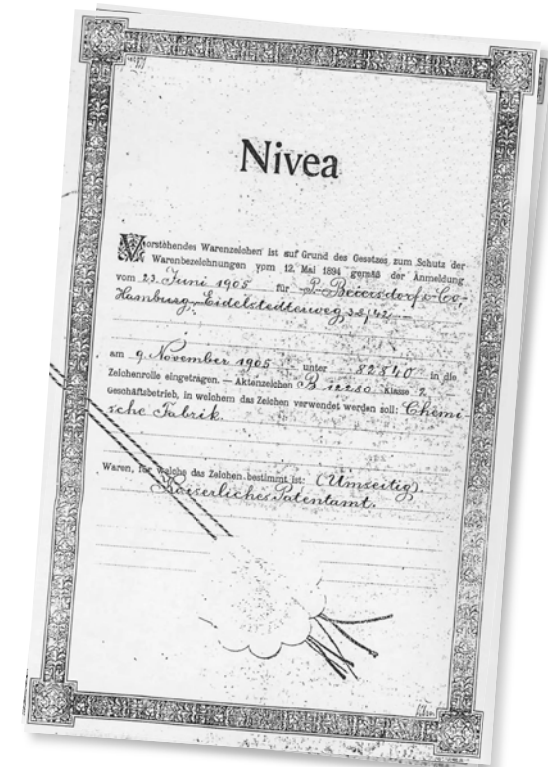 Nivea
Vorstehendes Warenzeichen ist auf Grund des Gesetzes zum Schutz der
Warenbezeichnungen vom 12. Mai 1894 gemäß der Anmeldung
vom 23. Juni 1905 für P. Beiersdorf & Co,
Hamburg, Eidelstedterweg 38/42
am 9. November 1905 unter 82840 in die
Zeichenrolle eingetragen. — Aktenzeichen B. 12250 Klasse
Geschäftsbetrieb, in welchem das Zeichen verwendet werden soll: Chemi
sche Fabrik.
Waren, für welche das Zeichen bestimmt ist: (Umseitig).
Kaiserliches Patentamt.